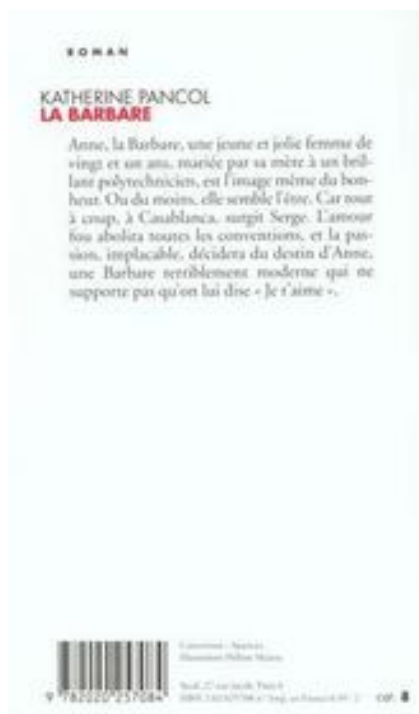 ROMAN
KATHERINE PANCOL
LA BARBARE
Anne, la Barbare, une jeune et jolie femme de
vingt et un ans, mariée par sa mère à un bril-
lant polytechnicien, est l'image même du bon-
heur. Ou du moins, elle semble l'être. Car tout
à coup, à Casablanca, surgit Serge. L'amour
fou abolira toutes les conventions, et la pas-
sion, implacable, décidera du destin d'Anne,
une Barbare terriblement moderne qui ne
supporte pas qu'on lui dise « Je t'aime ».
9 782020 257084
cat. 8